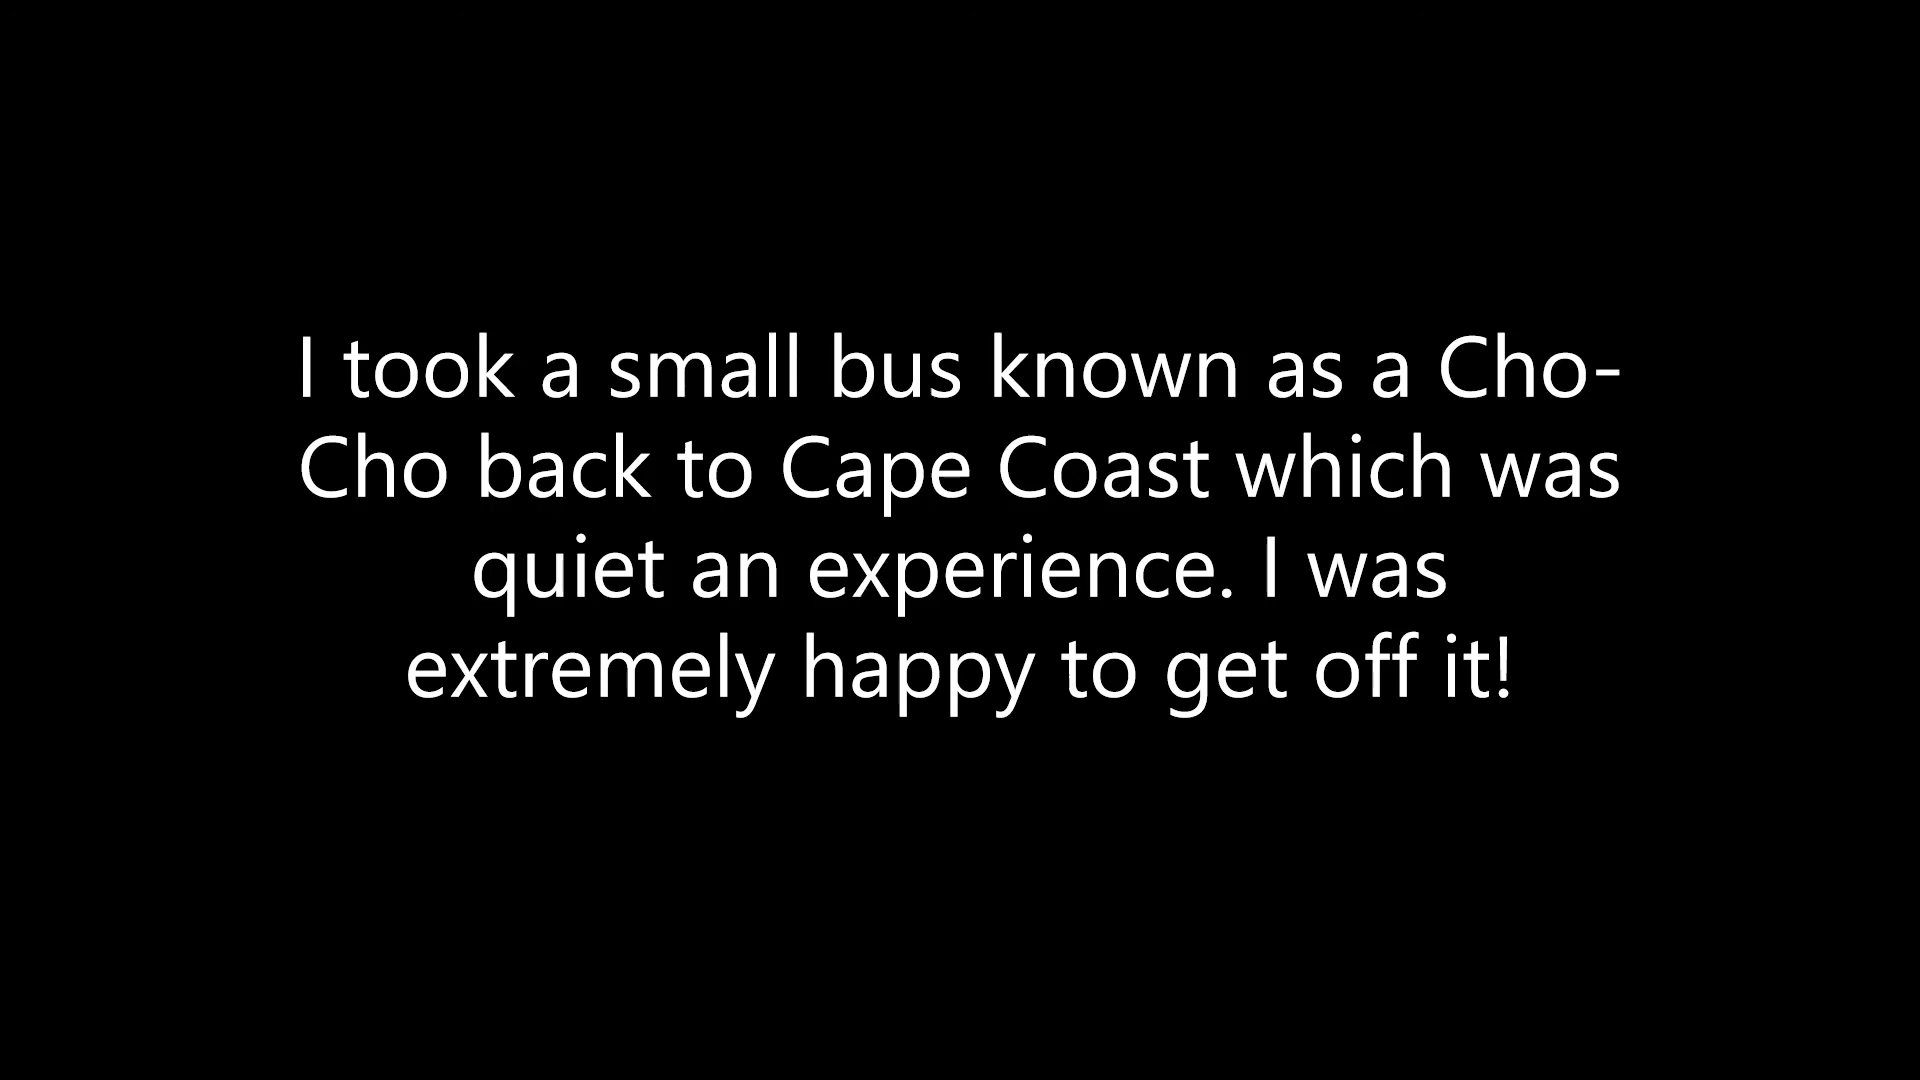 I took a small bus known as a Cho-
Cho back to Cape Coast which was
quiet an experience. I was
extremely happy to get off it!